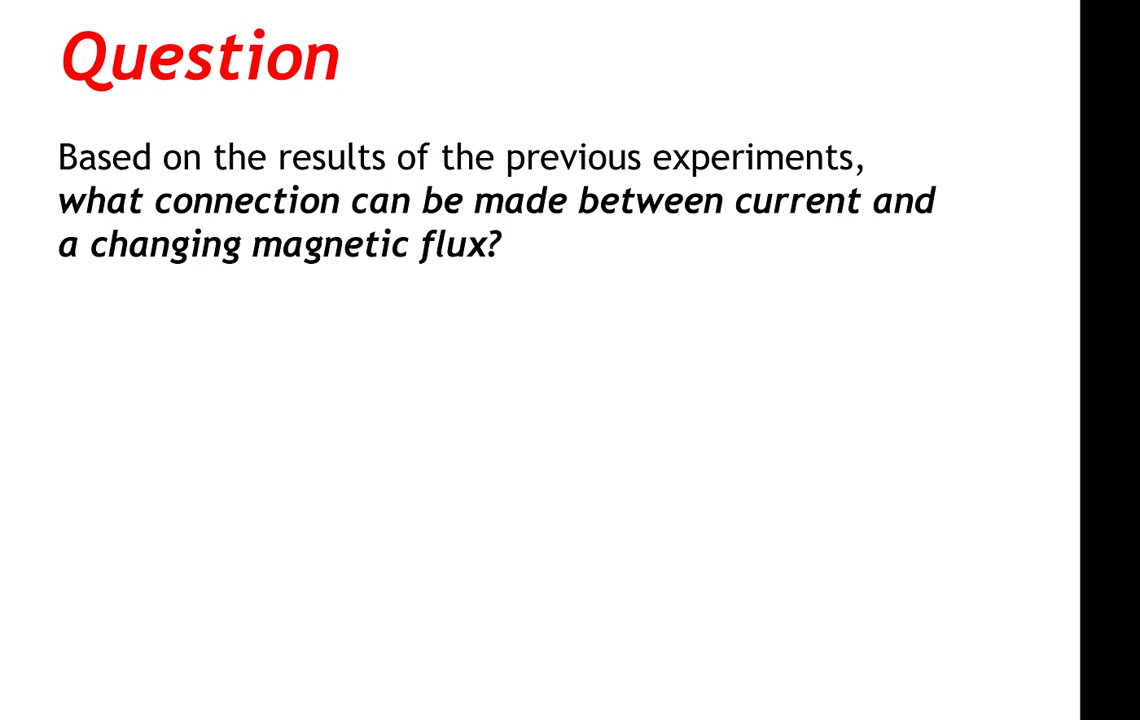 Question
Based on the results of the previous experiments,
what connection can be made between current and
a changing magnetic flux?